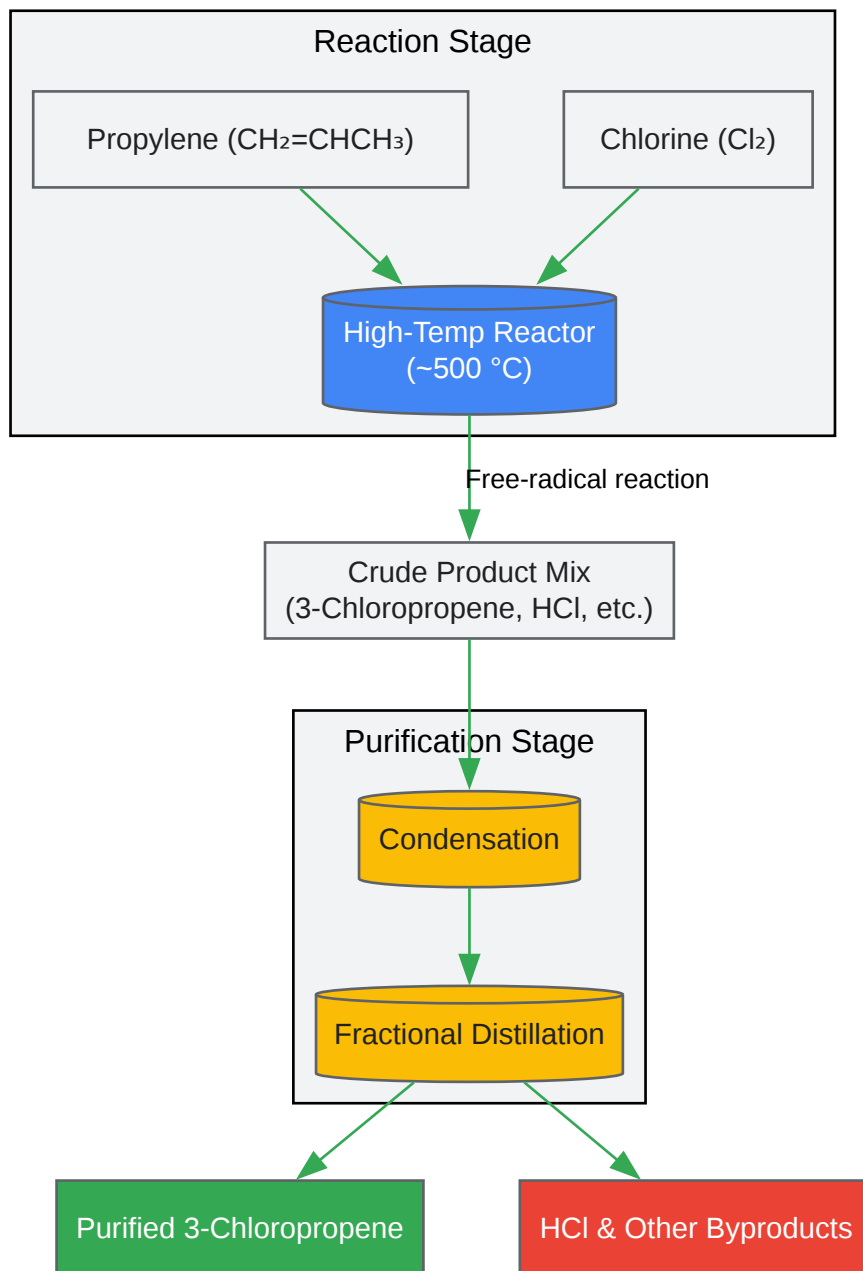 Reaction Stage
Propylene (CH₂=CHCH₃)
Chlorine (Cl₂)
High-Temp Reactor
(~500 °C)
Free-radical reaction
Crude Product Mix
(3-Chloropropene, HCl, etc.)
Purification Stage
Condensation
Fractional Distillation
Purified 3-Chloropropene
HCl & Other Byproducts